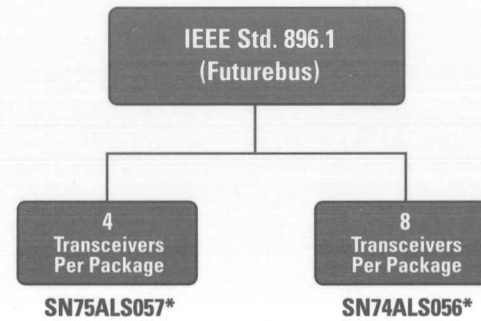 IEEE Std. 896.1
(Futurebus)
4
Transceivers
Per Package
8
Transceivers
Per Package
SN75ALS057*
SN74ALS056*